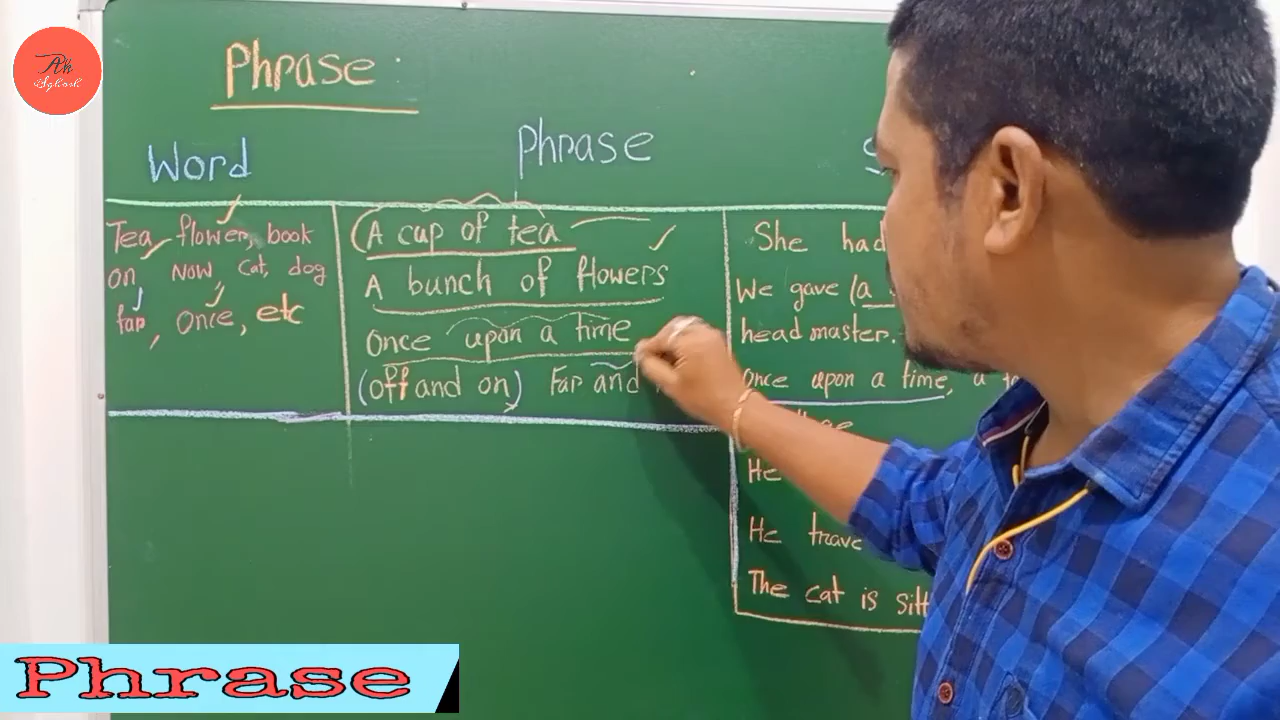 Ah
Sghosh
Phrase
Word
Phrase
Tea, flower, book
on Now, cat, dog
far, once, etc
(A cup of tea
A bunch of flowers
Once upon a time
(off and on) Far and
She had
We gave (a
head master.
Once upon a time, a
He
He trave
The cat is sitt
Phrase